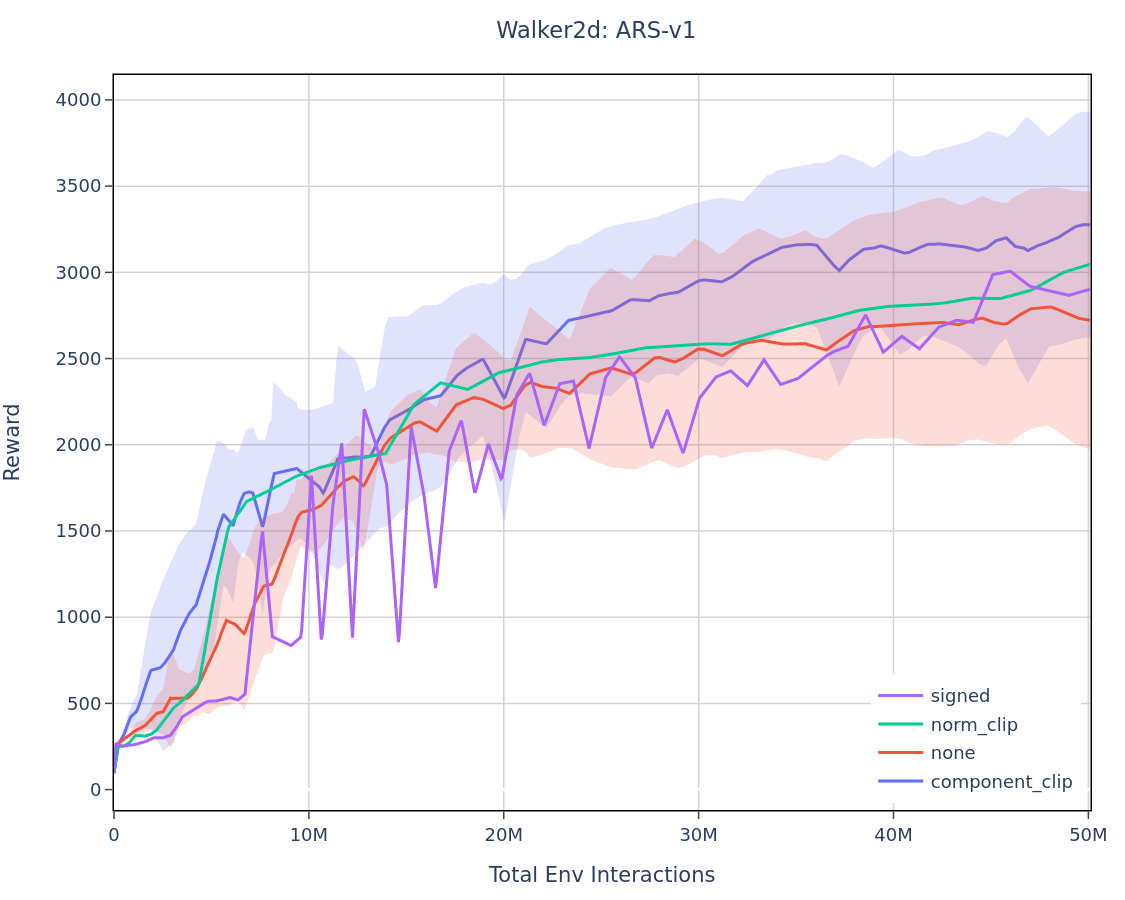 Walker2d: ARS-v1
4000
3500
3000
2500
2000
1500
1000
500
0
Reward
signed
norm_clip
none
component_clip
0 10M 20M 30M 40M 50M
Total Env Interactions